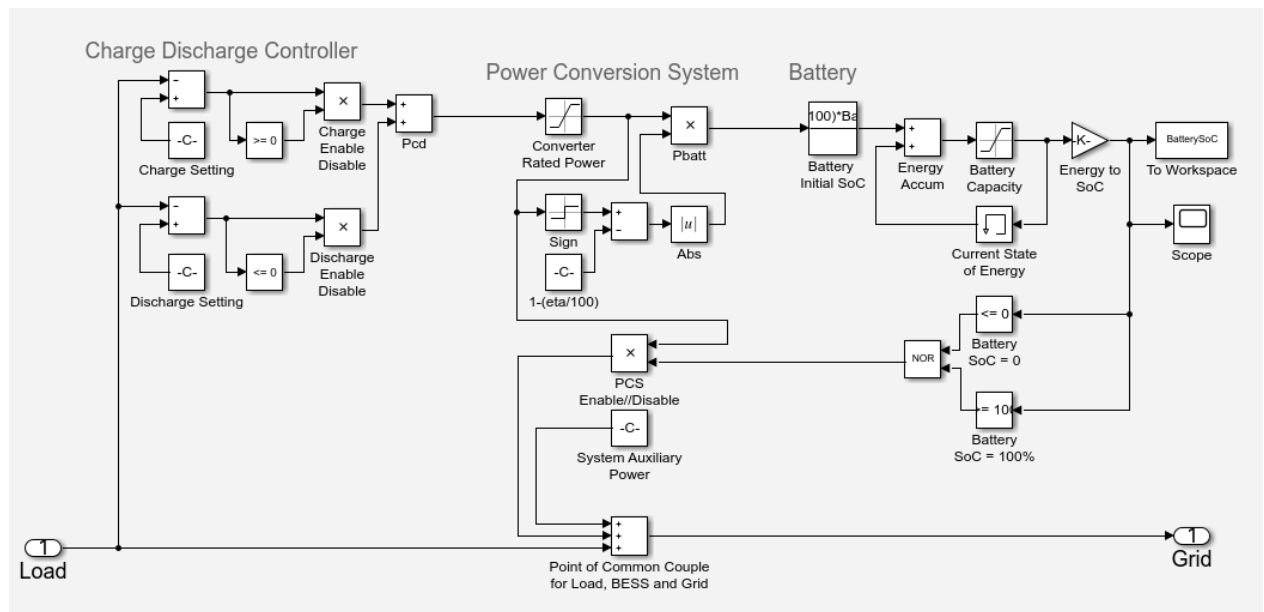 Charge Discharge Controller
Power Conversion System
Battery
−
+
-C-
Charge Setting
>= 0
×
Charge
Enable
Disable
−
+
-C-
Discharge Setting
<= 0
×
Discharge
Enable
Disable
+
+
Pcd
Converter
Rated Power
×
Pbatt
Sign
+
−
|u|
Abs
-C-
1-(eta/100)
100)*Ba
Battery
Initial SoC
+
+
Energy
Accum
Battery
Capacity
-K-
Energy to
SoC
BatterySoC
To Workspace
Current State
of Energy
Scope
<= 0
Battery
SoC = 0
NOR
= 10
Battery
SoC = 100%
×
PCS
Enable//Disable
-C-
System Auxiliary
Power
+
+
+
Point of Common Couple
for Load, BESS and Grid
1
Load
1
Grid